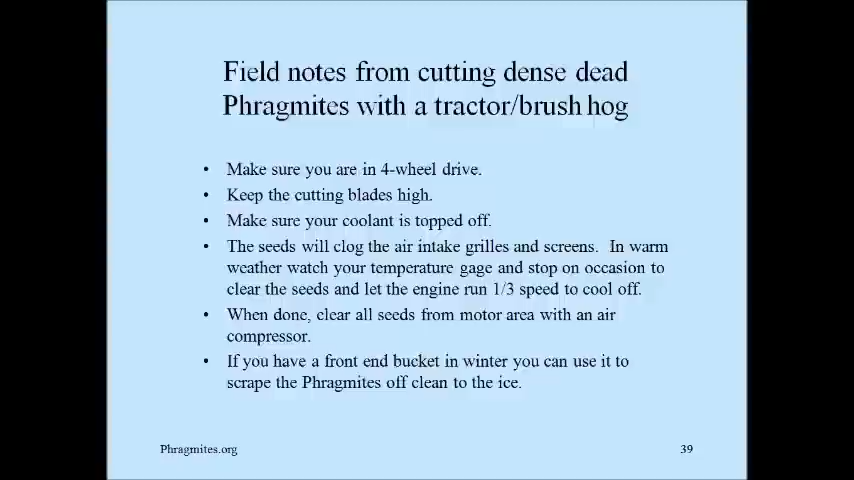 Field notes from cutting dense dead
Phragmites with a tractor/brush hog
• Make sure you are in 4-wheel drive.
• Keep the cutting blades high.
• Make sure your coolant is topped off.
• The seeds will clog the air intake grilles and screens. In warm
weather watch your temperature gage and stop on occasion to
clear the seeds and let the engine run 1/3 speed to cool off.
• When done, clear all seeds from motor area with an air
compressor.
• If you have a front end bucket in winter you can use it to
scrape the Phragmites off clean to the ice.
Phragmites.org 39